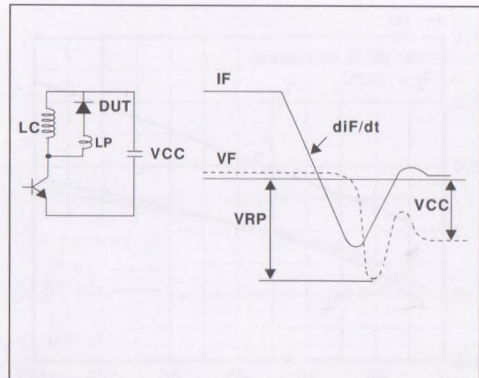 IF
DUT
diF/dt
LC
LP
VCC
VF
VRP
VCC